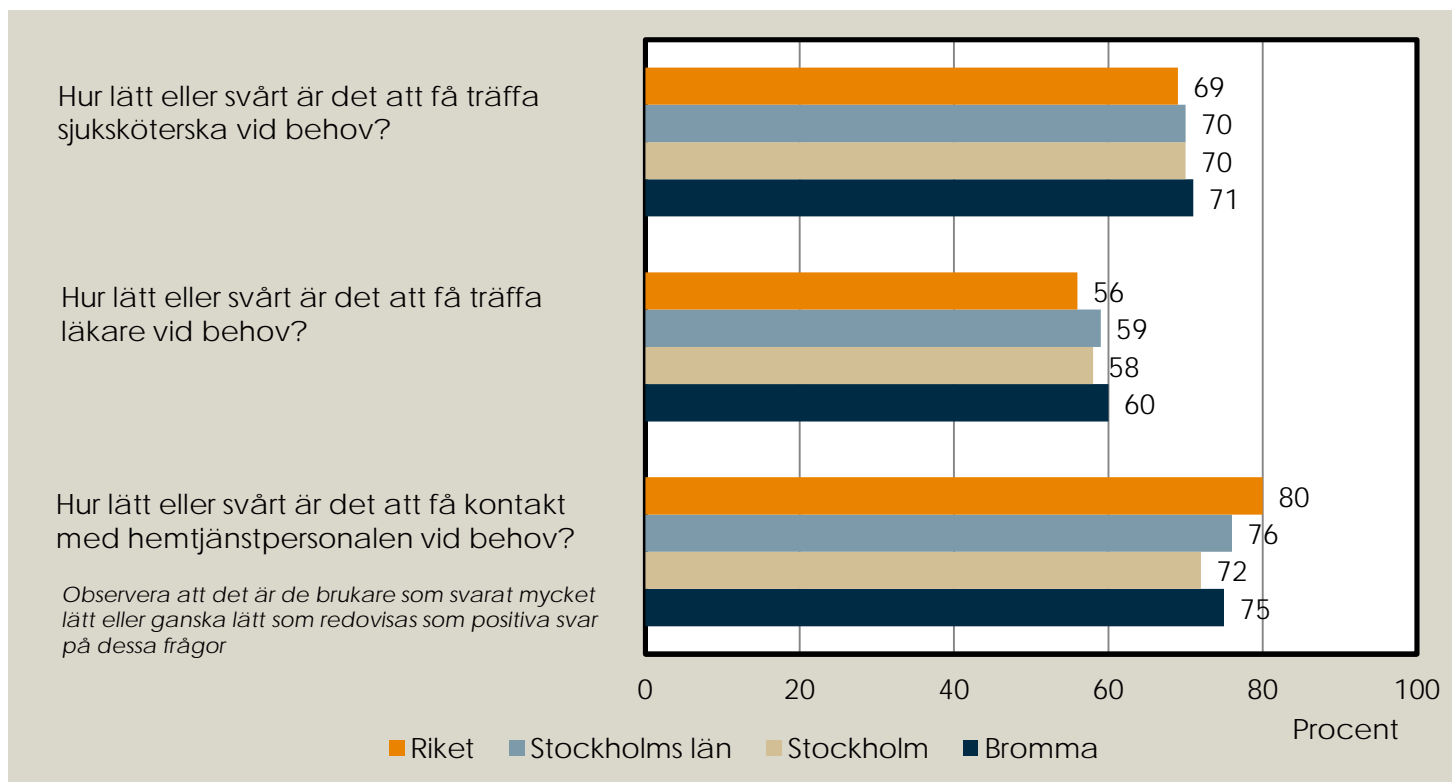 Hur lätt eller svårt är det att få träffa
sjuksköterska vid behov?
69
70
70
71
Hur lätt eller svårt är det att få träffa
läkare vid behov?
56
59
58
60
Hur lätt eller svårt är det att få kontakt
med hemtjänstpersonalen vid behov?
Observera att det är de brukare som svarat mycket
lätt eller ganska lätt som redovisas som positiva svar
på dessa frågor
80
76
72
75
0 20 40 60 80 100
Procent
Riket Stockholms län Stockholm Bromma